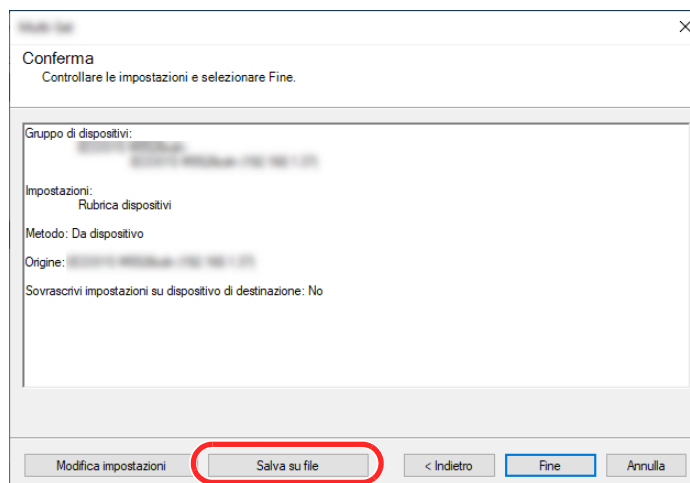 Conferma
Controllare le impostazioni e selezionare Fine.
Gruppo di dispositivi:
Impostazioni:
Rubrica dispositivi
Metodo: Da dispositivo
Origine:
Sovrascrivi impostazioni su dispositivo di destinazione: No
Modifica impostazioni
Salva su file
< Indietro
Fine
Annulla